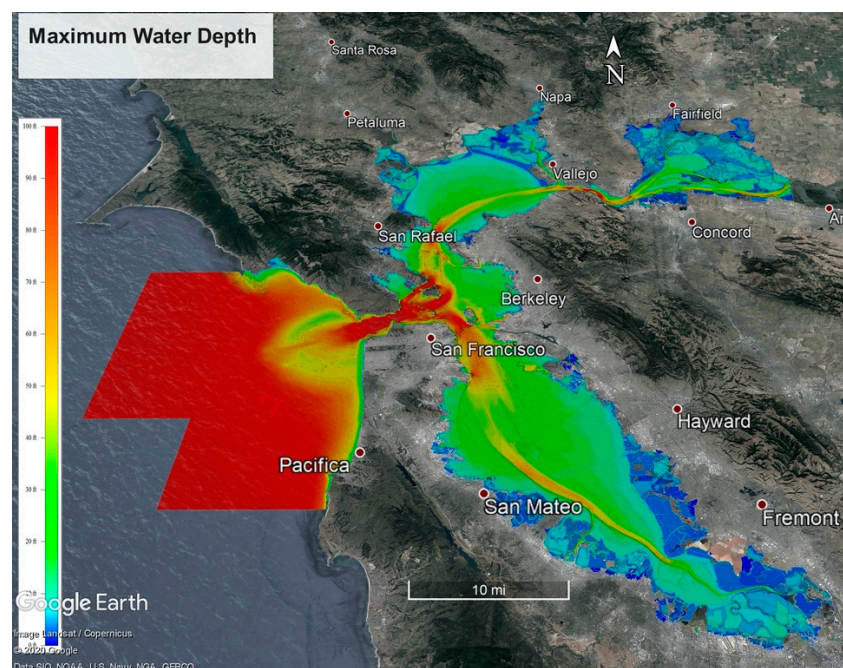 Maximum Water Depth
Santa Rosa
N
Napa
Petaluma
Fairfield
100 ft
Vallejo
90 ft
San Rafael
Concord
80 ft
70 ft
Berkeley
60 ft
San Francisco
50 ft
Hayward
40 ft
Pacifica
30 ft
San Mateo
Fremont
20 ft
10 mi
Google Earth
Image Landsat / Copernicus
© 2020 Google
Data SIO, NOAA, U.S. Navy, NGA, GEBCO